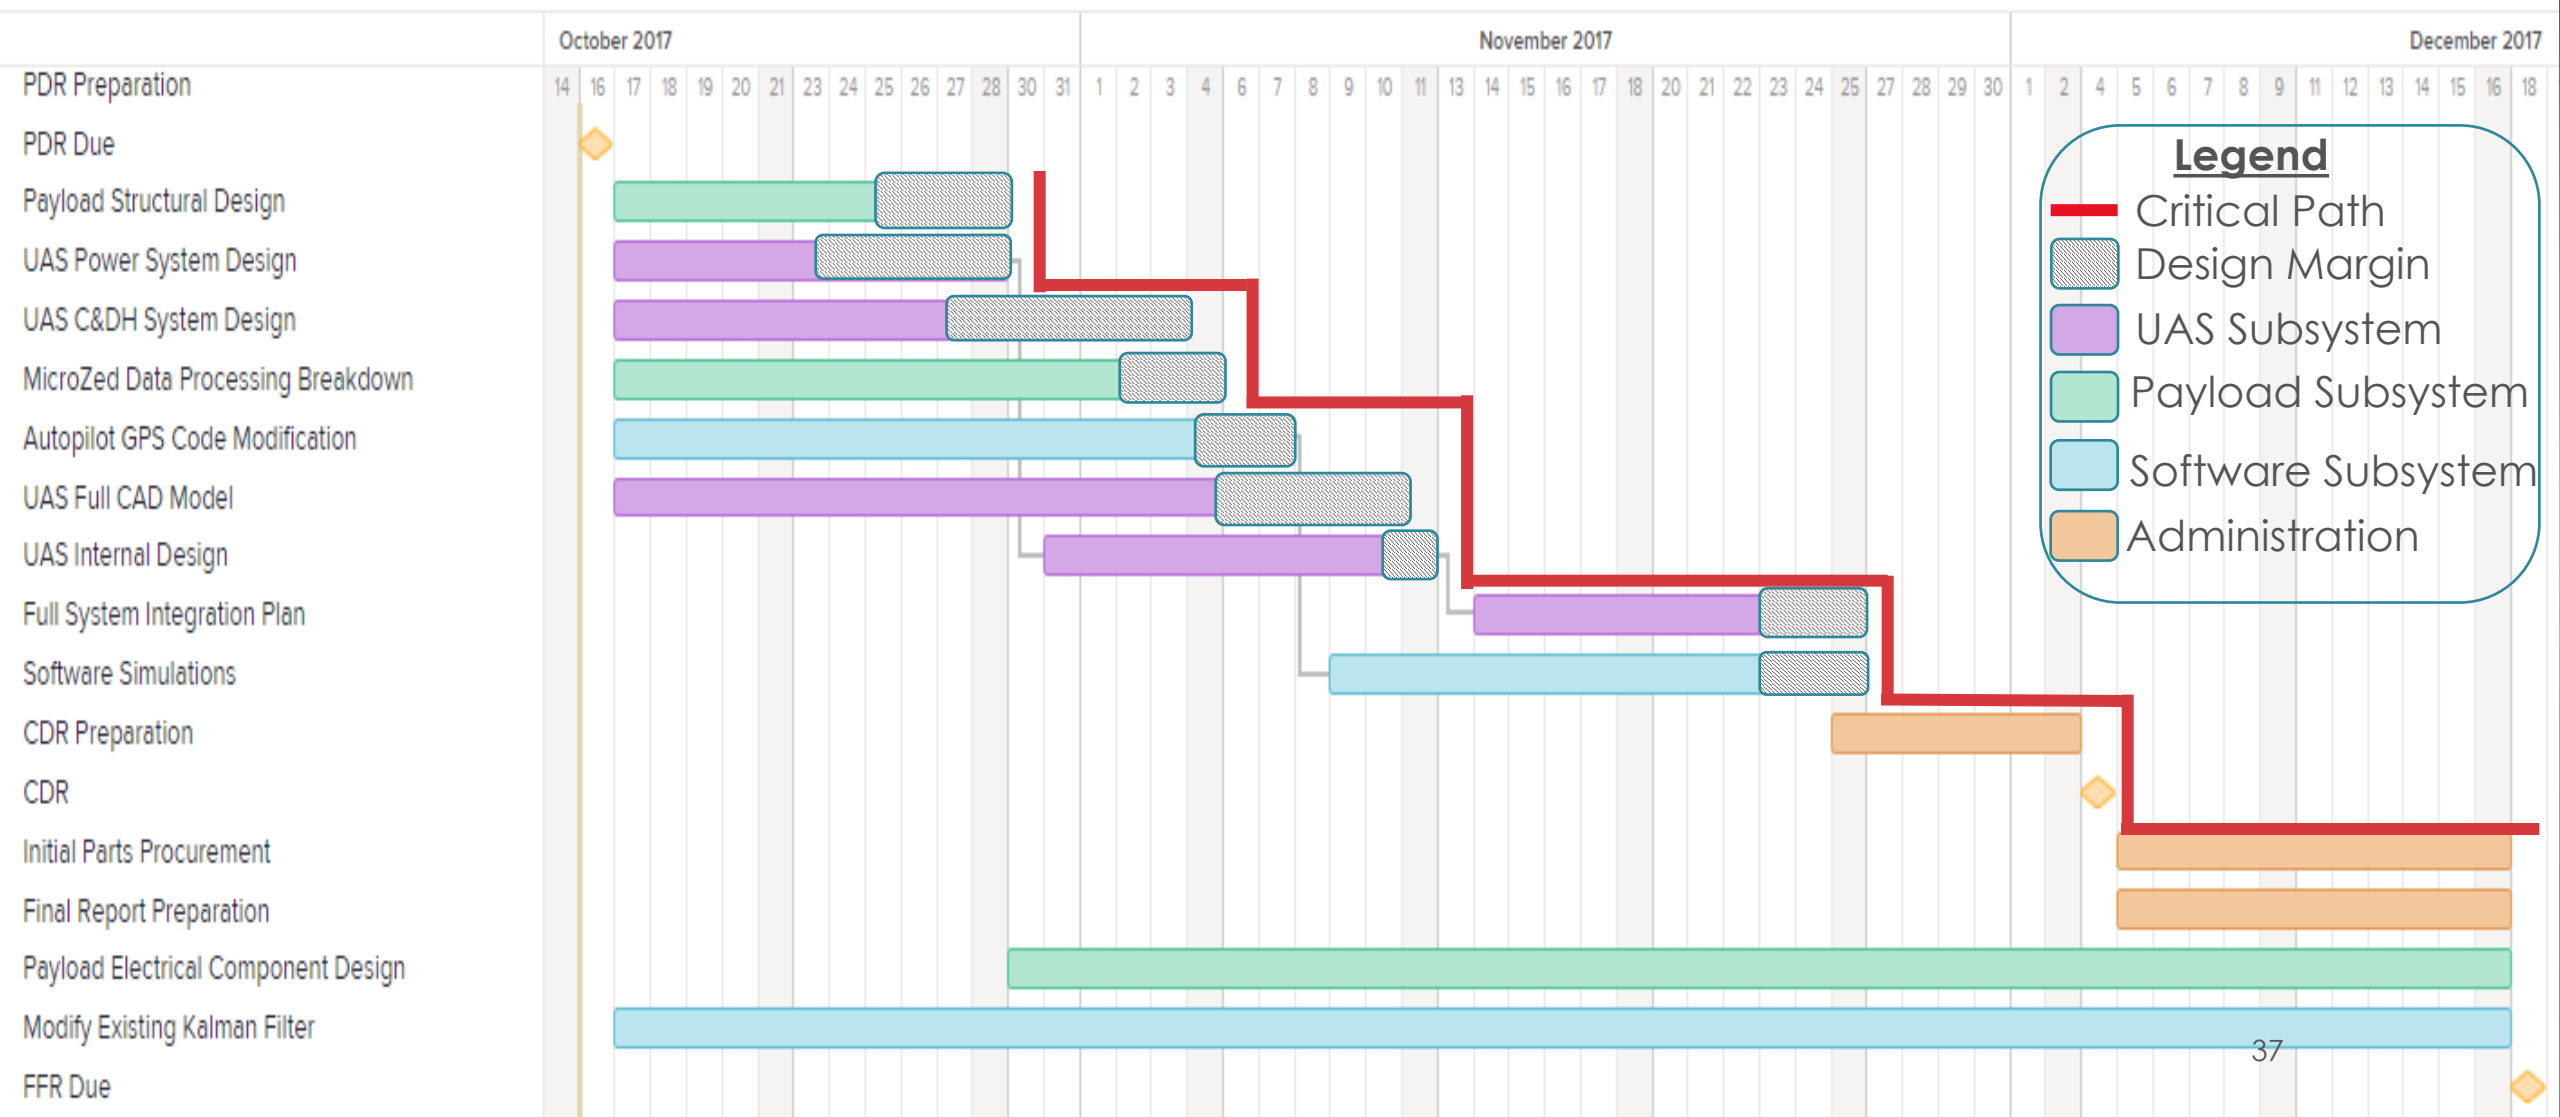 October 2017 November 2017 December 2017
PDR Preparation 14 16 17 18 19 20 21 23 24 25 26 27 28 30 31 1 2 3 4 6 7 8 9 10 11 13 14 15 16 17 18 20 21 22 23 24 25 27 28 29 30 1 2 4 5 6 7 8 9 11 12 13 14 15 16 18
PDR Due
Payload Structural Design
UAS Power System Design
UAS C&DH System Design
MicroZed Data Processing Breakdown
Autopilot GPS Code Modification
UAS Full CAD Model
UAS Internal Design
Full System Integration Plan
Software Simulations
CDR Preparation
CDR
Initial Parts Procurement
Final Report Preparation
Payload Electrical Component Design
Modify Existing Kalman Filter
FFR Due
Legend
Critical Path
Design Margin
UAS Subsystem
Payload Subsystem
Software Subsystem
Administration
37